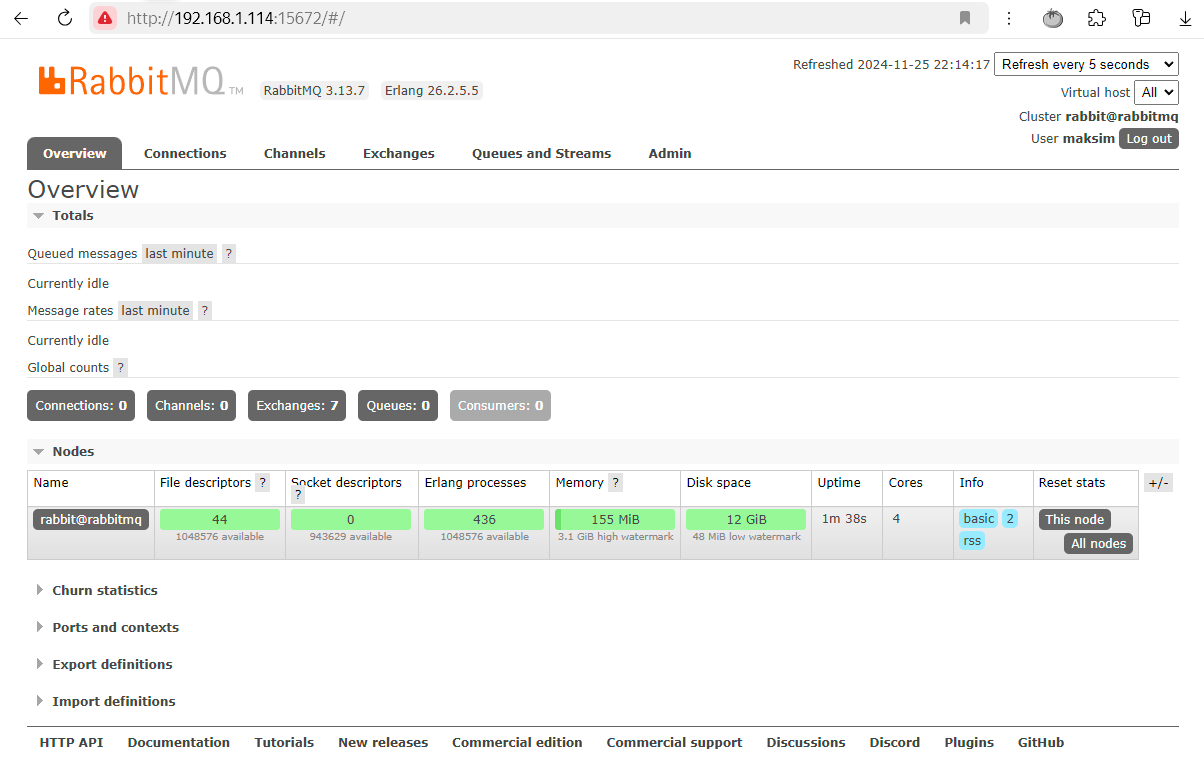 http://192.168.1.114:15672/#/
Refreshed 2024-11-25 22:14:17 Refresh every 5 seconds
RabbitMQ TM RabbitMQ 3.13.7 Erlang 26.2.5.5
Virtual host All
Cluster rabbit@rabbitmq
User maksim Log out
Overview Connections Channels Exchanges Queues and Streams Admin
Overview
Totals
Queued messages last minute ?
Currently idle
Message rates last minute ?
Currently idle
Global counts ?
Connections: 0 Channels: 0 Exchanges: 7 Queues: 0 Consumers: 0
Nodes
Name File descriptors ? Socket descriptors ? Erlang processes Memory ? Disk space Uptime Cores Info Reset stats +/-
rabbit@rabbitmq 44 0 436 155 MiB 12 GiB 1m 38s 4 basic 2 This node
1048576 available 943629 available 1048576 available 3.1 GiB high watermark 48 MiB low watermark rss All nodes
Churn statistics
Ports and contexts
Export definitions
Import definitions
HTTP API Documentation Tutorials New releases Commercial edition Commercial support Discussions Discord Plugins GitHub